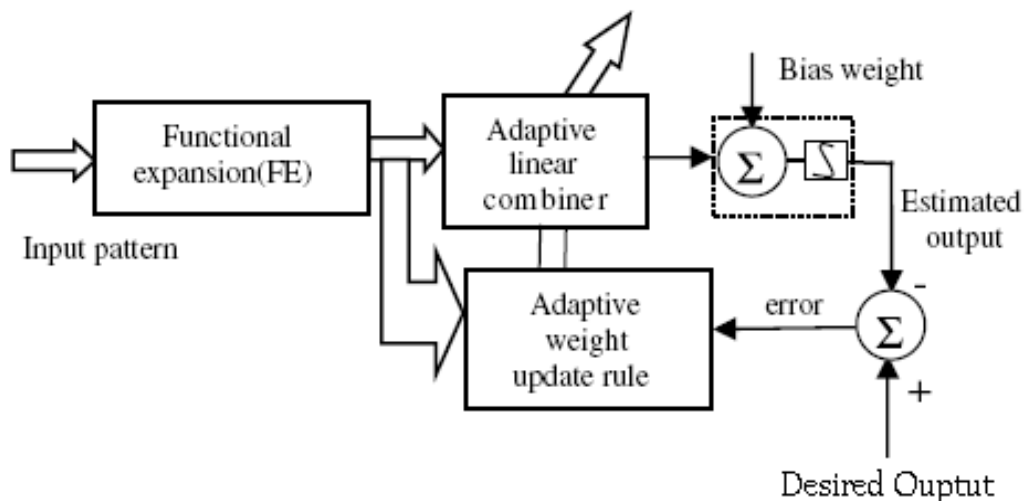 Bias weight
Functional
expansion(FE)
Adaptive
linear
combiner
Σ
Input pattern
Estimated
output
-
Adaptive
weight
update rule
error
Σ
+
Desired Ouptut